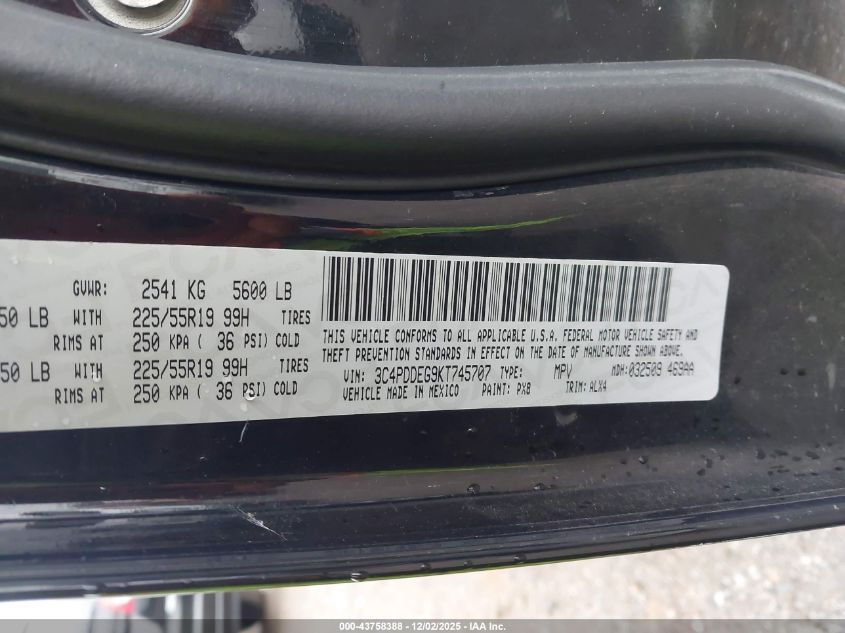 GVWR: 2541 KG 5600 LB
50 LB WITH 225/55R19 99H TIRES
RIMS AT 250 KPA ( 36 PSI) COLD
50 LB WITH 225/55R19 99H TIRES
RIMS AT 250 KPA ( 36 PSI) COLD
THIS VEHICLE CONFORMS TO ALL APPLICABLE U.S.A. FEDERAL MOTOR VEHICLE SAFETY AND
THEFT PREVENTION STANDARDS IN EFFECT ON THE DATE OF MANUFACTURE SHOWN ABOVE.
VIN: 3C4PDDEG9KT745707 TYPE: MPV MDH: 032509 469AA
VEHICLE MADE IN MEXICO PAINT: PX8 TRIM: ALX4
000-43758388 • 12/02/2025 • IAA Inc.